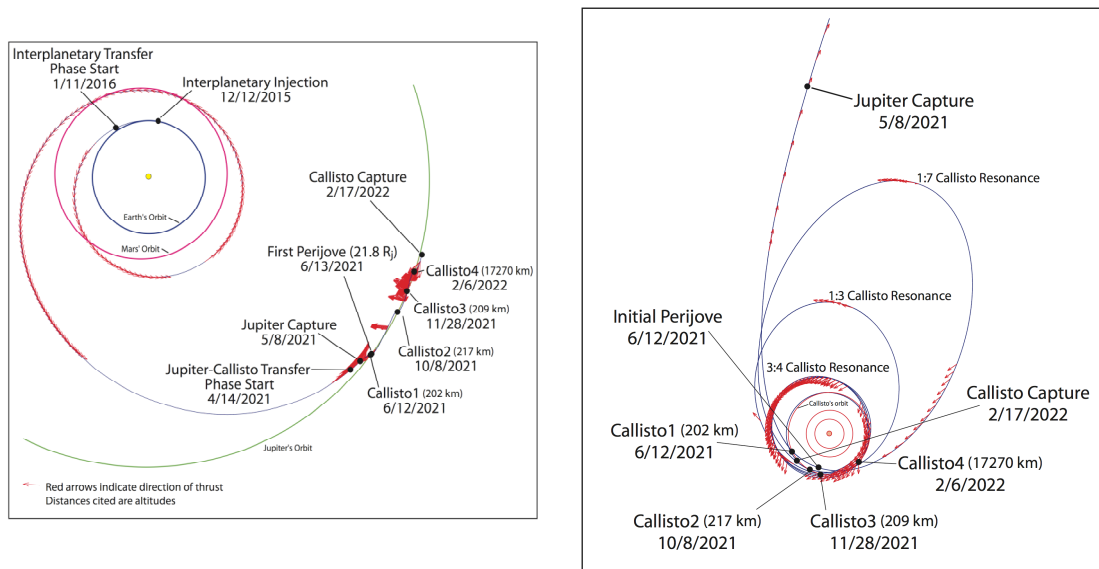 Interplanetary Transfer
Phase Start
1/11/2016
Interplanetary Injection
12/12/2015
Earth's Orbit
Mars' Orbit
Callisto Capture
2/17/2022
First Perijove (21.8 Rj)
6/13/2021
Callisto4 (17270 km)
2/6/2022
Callisto3 (209 km)
11/28/2021
Jupiter Capture
5/8/2021
Callisto2 (217 km)
10/8/2021
Jupiter-Callisto Transfer
Phase Start
4/14/2021
Callisto1 (202 km)
6/12/2021
Jupiter's Orbit
Red arrows indicate direction of thrust
Distances cited are altitudes
Jupiter Capture
5/8/2021
1:7 Callisto Resonance
1:3 Callisto Resonance
Initial Perijove
6/12/2021
3:4 Callisto Resonance
Callisto's orbit
Callisto Capture
2/17/2022
Callisto1 (202 km)
6/12/2021
Callisto4 (17270 km)
2/6/2022
Callisto2 (217 km)
10/8/2021
Callisto3 (209 km)
11/28/2021